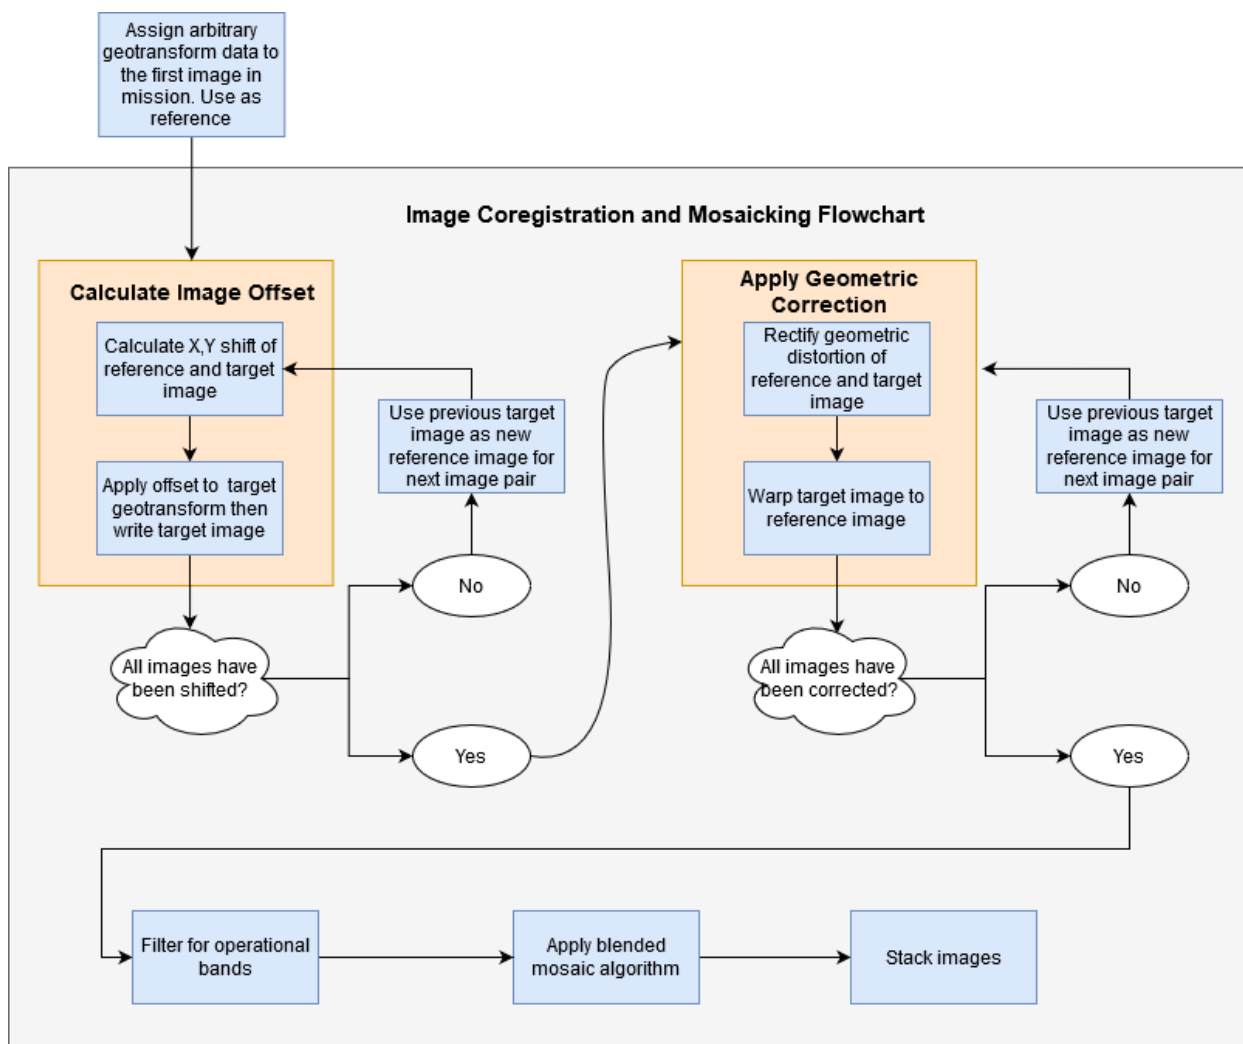 Assign arbitrary
geotransform data to
the first image in
mission. Use as
reference
Image Coregistration and Mosaicking Flowchart
Calculate Image Offset
Calculate X,Y shift of
reference and target
image
Apply offset to target
geotransform then
write target image
Use previous target
image as new
reference image for
next image pair
No
All images have
been shifted?
Yes
Apply Geometric
Correction
Rectify geometric
distortion of
reference and target
image
Warp target image to
reference image
Use previous target
image as new
reference image for
next image pair
No
All images have
been corrected?
Yes
Filter for operational
bands
Apply blended
mosaic algorithm
Stack images